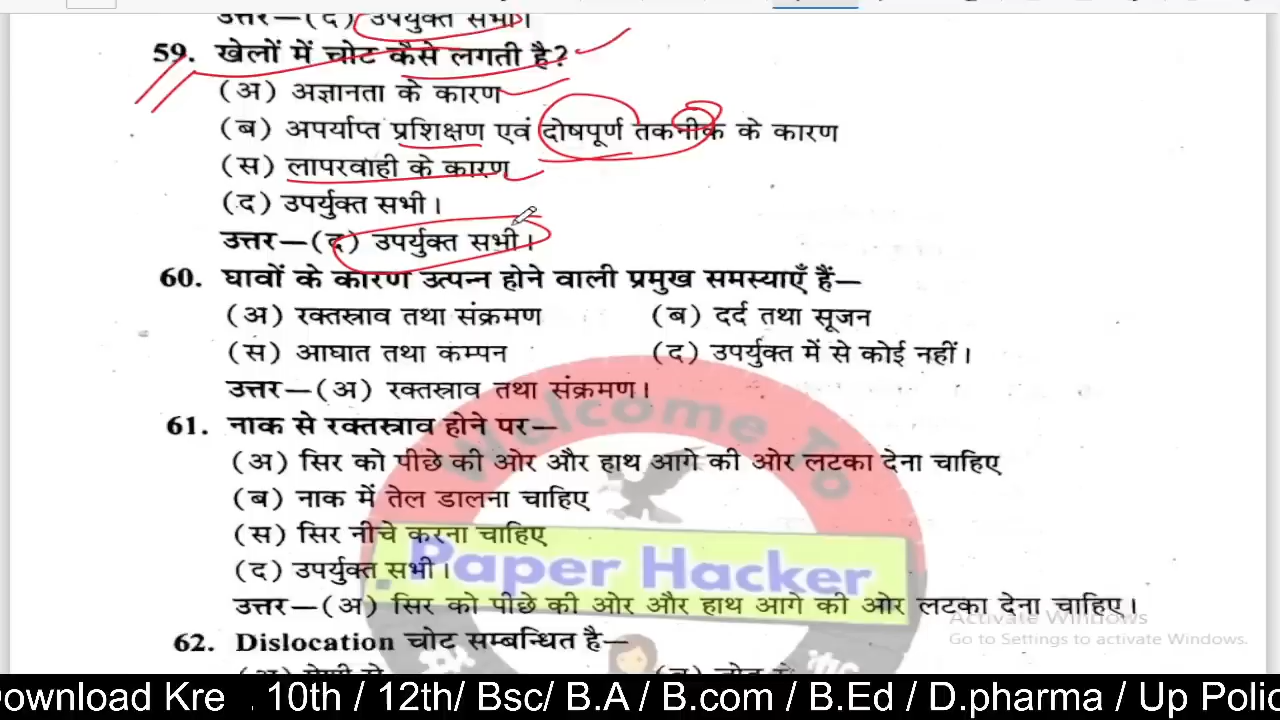 उत्तर—(द) उपर्युक्त सभी।
59. खेलों में चोट कैसे लगती है?
(अ) अज्ञानता के कारण
(ब) अपर्याप्त प्रशिक्षण एवं दोषपूर्ण तकनीक के कारण
(स) लापरवाही के कारण
(द) उपर्युक्त सभी।
उत्तर—(द) उपर्युक्त सभी।
60. घावों के कारण उत्पन्न होने वाली प्रमुख समस्याएँ हैं—
(अ) रक्तस्राव तथा संक्रमण (ब) दर्द तथा सूजन
(स) आघात तथा कम्पन (द) उपर्युक्त में से कोई नहीं।
उत्तर—(अ) रक्तस्राव तथा संक्रमण।
Welcome To
61. नाक से रक्तस्राव होने पर—
(अ) सिर को पीछे की ओर और हाथ आगे की ओर लटका देना चाहिए
(ब) नाक में तेल डालना चाहिए
(स) सिर नीचे करना चाहिए
Paper Hacker
(द) उपर्युक्त सभी।
उत्तर—(अ) सिर को पीछे की ओर और हाथ आगे की ओर लटका देना चाहिए।
Activate Windows
Go to Settings to activate Windows.
62. Dislocation चोट सम्बन्धित है—
ownload Kre . 10th / 12th/ Bsc/ B.A / B.com / B.Ed / D.pharma / Up Polic